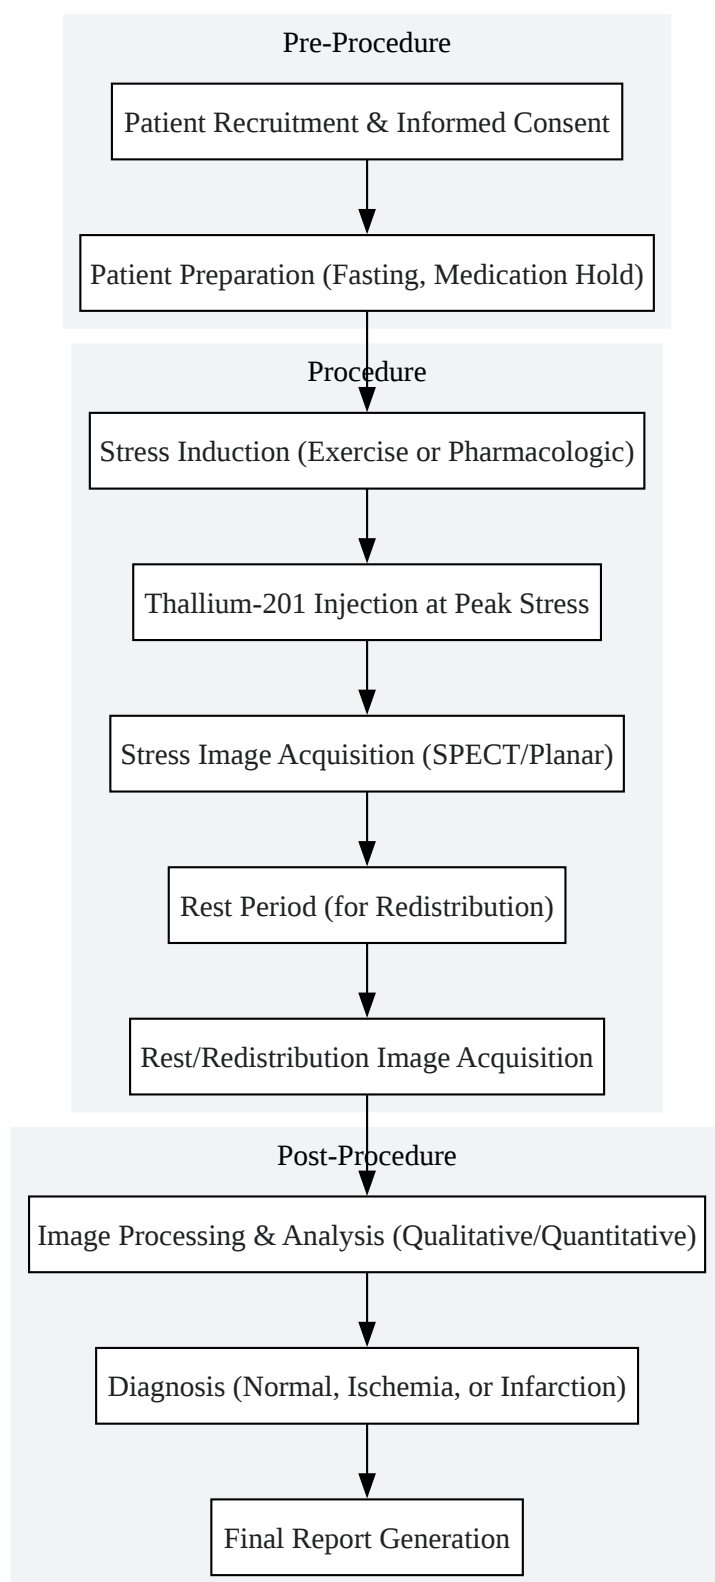 Pre-Procedure
Patient Recruitment & Informed Consent
Patient Preparation (Fasting, Medication Hold)
Procedure
Stress Induction (Exercise or Pharmacologic)
Thallium-201 Injection at Peak Stress
Stress Image Acquisition (SPECT/Planar)
Rest Period (for Redistribution)
Rest/Redistribution Image Acquisition
Post-Procedure
Image Processing & Analysis (Qualitative/Quantitative)
Diagnosis (Normal, Ischemia, or Infarction)
Final Report Generation